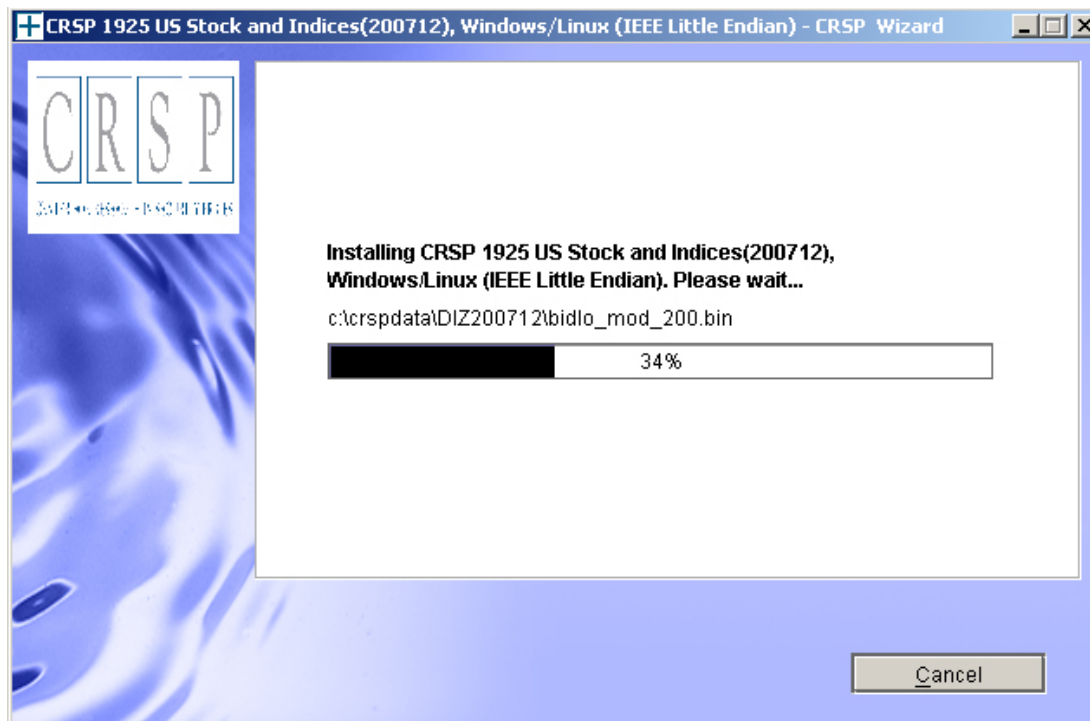 CRSP 1925 US Stock and Indices(200712), Windows/Linux (IEEE Little Endian) - CRSP Wizard
CRSP
Installing CRSP 1925 US Stock and Indices(200712),
Windows/Linux (IEEE Little Endian). Please wait...
c:\crspdata\DIZ200712\bidlo_mod_200.bin
34%
Cancel